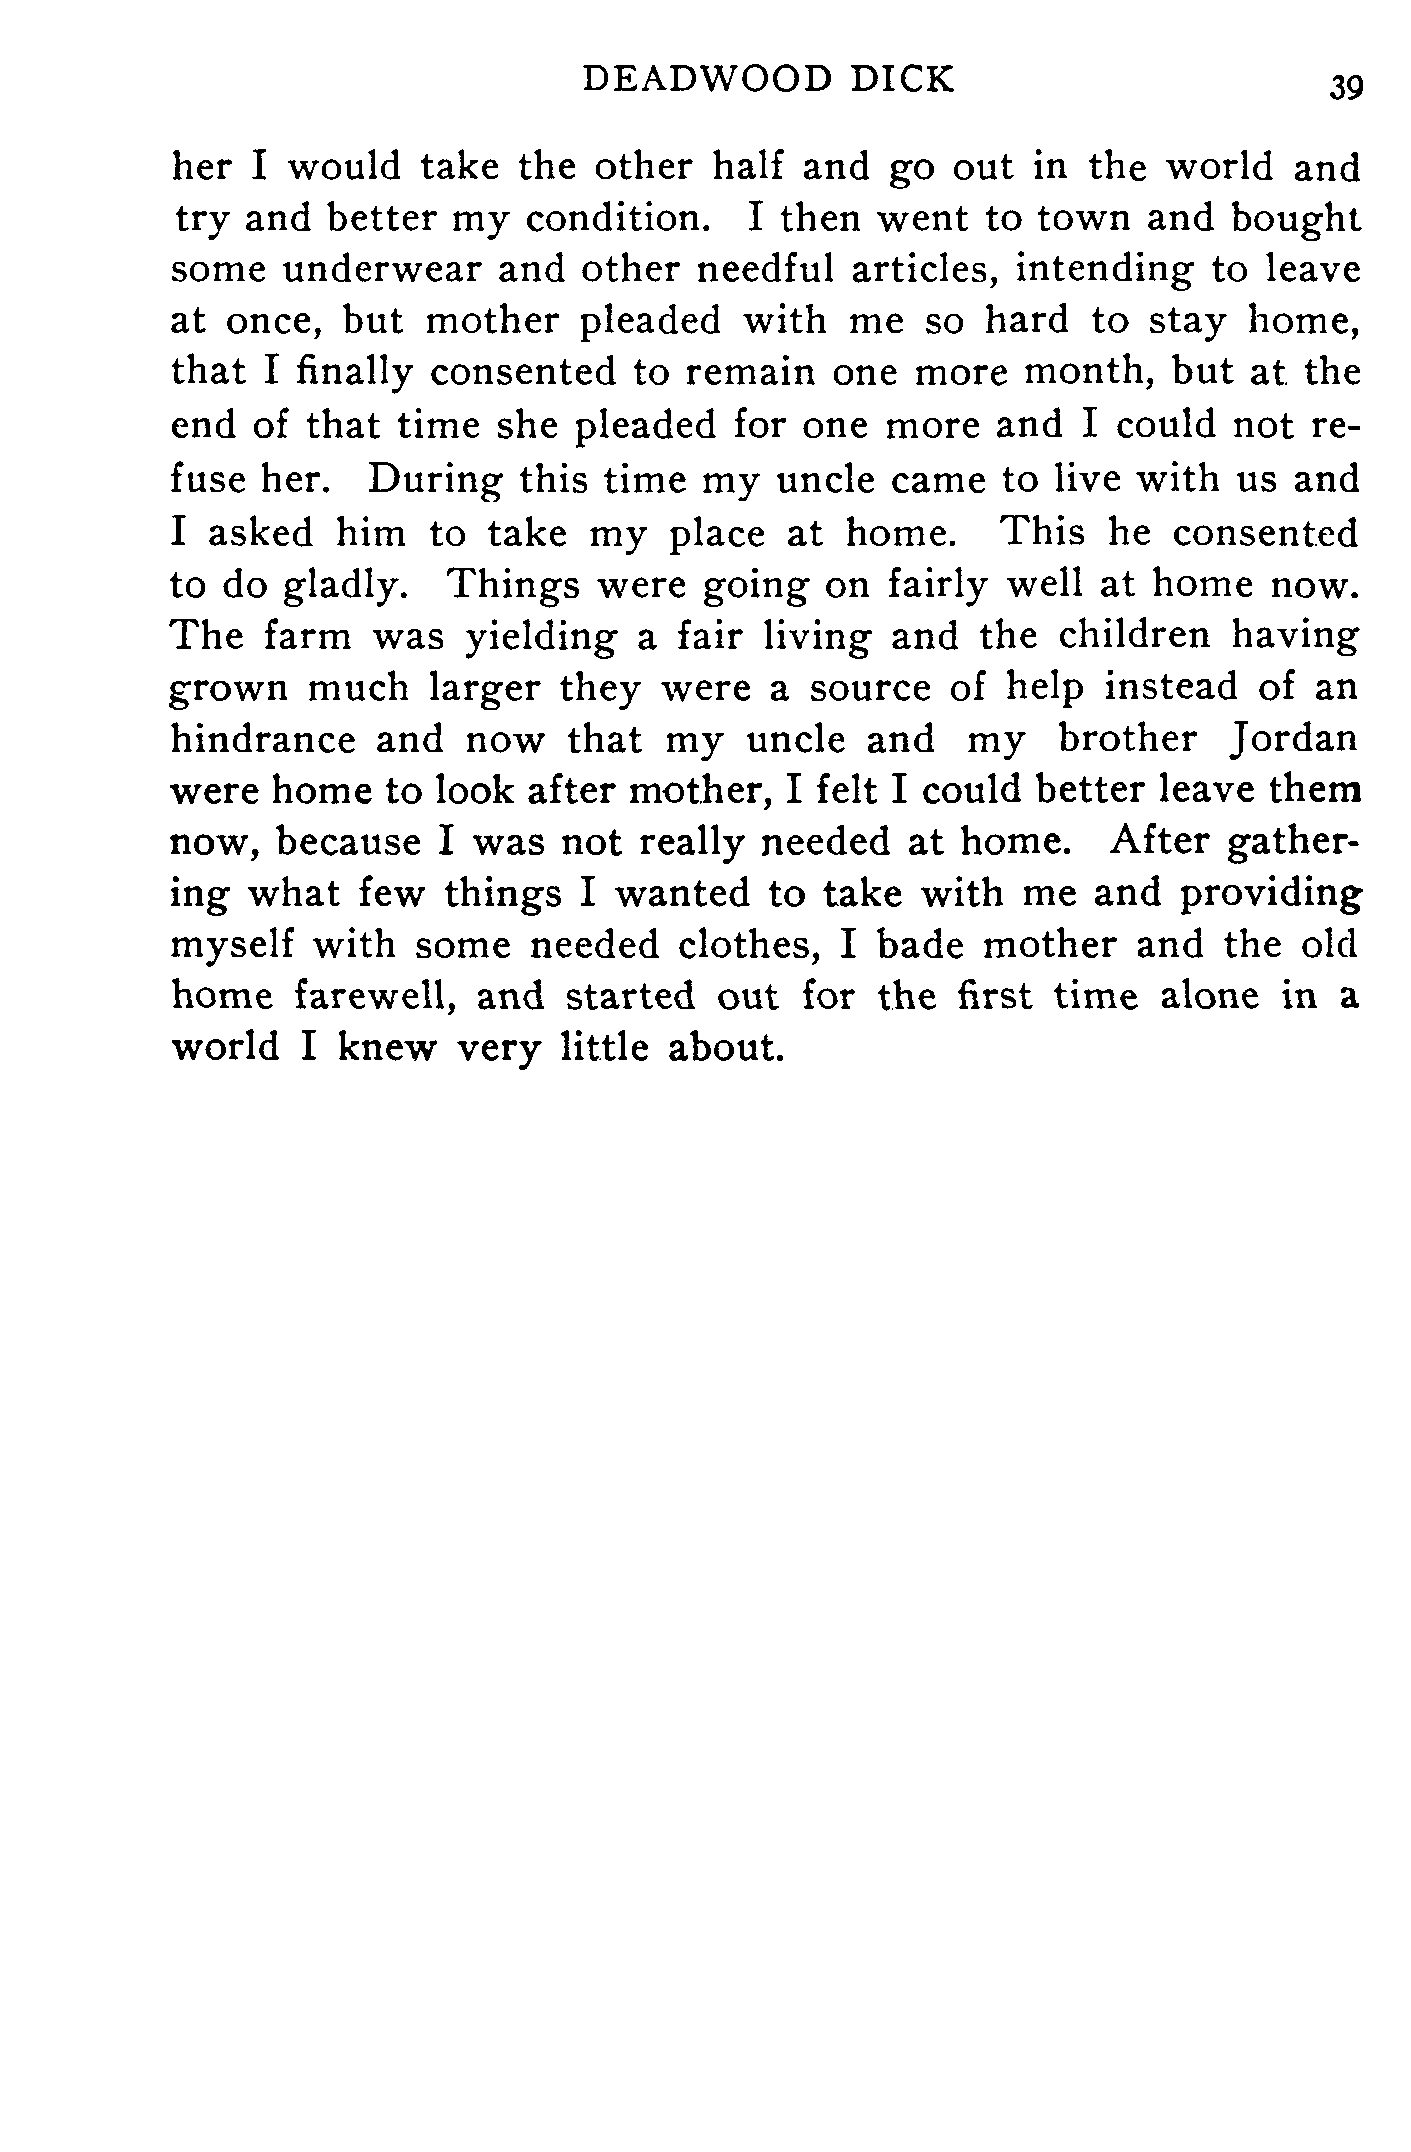 DEADWOOD DICK 39
her I would take the other half and go out in the world and
try and better my condition. I then went to town and bought
some underwear and other needful articles, intending to leave
at once, but mother pleaded with me so hard to stay home,
that I finally consented to remain one more month, but at the
end of that time she pleaded for one more and I could not re-
fuse her. During this time my uncle came to live with us and
I asked him to take my place at home. This he consented
to do gladly. Things were going on fairly well at home now.
The farm was yielding a fair living and the children having
grown much larger they were a source of help instead of an
hindrance and now that my uncle and my brother Jordan
were home to look after mother, I felt I could better leave them
now, because I was not really needed at home. After gather-
ing what few things I wanted to take with me and providing
myself with some needed clothes, I bade mother and the old
home farewell, and started out for the first time alone in a
world I knew very little about.